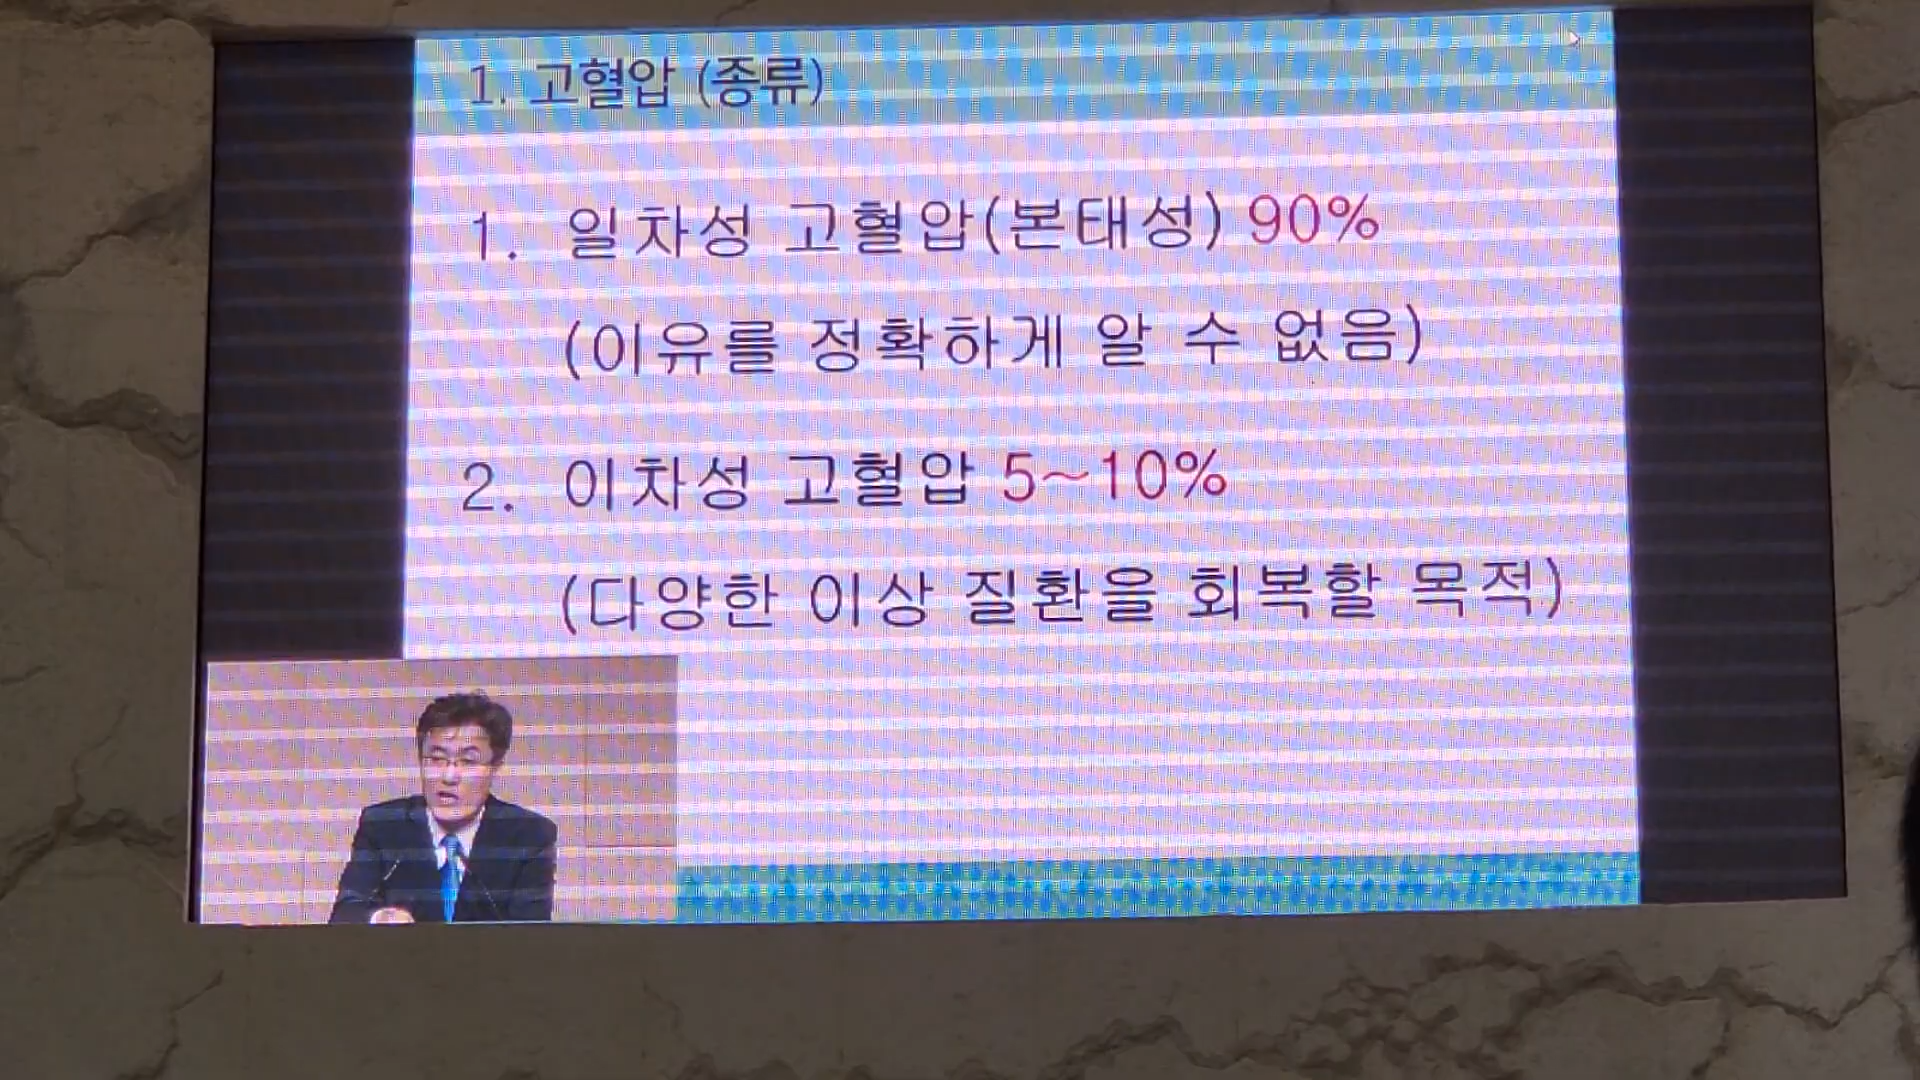 1. 고혈압 (종류)
1. 일차성 고혈압(본태성) 90%
(이유를 정확하게 알 수 없음)
2. 이차성 고혈압 5~10%
(다양한 이상 질환을 회복할 목적)